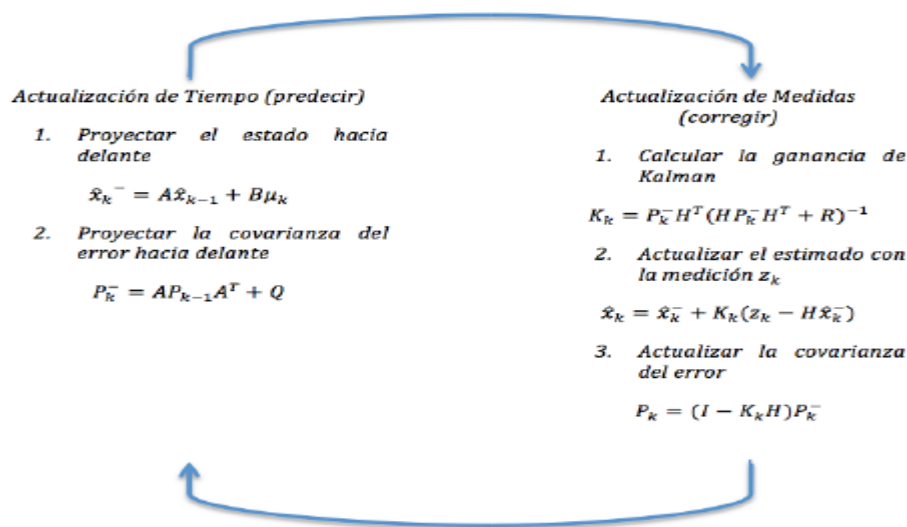 Actualización de Tiempo (predecir)
1. Proyectar el estado hacia
delante
x̂ₖ⁻ = Ax̂ₖ₋₁ + Bμₖ
2. Proyectar la covarianza del
error hacia delante
Pₖ⁻ = APₖ₋₁Aᵀ + Q
Actualización de Medidas
(corregir)
1. Calcular la ganancia de
Kalman
Kₖ = Pₖ⁻Hᵀ(HPₖ⁻Hᵀ + R)⁻¹
2. Actualizar el estimado con
la medición zₖ
x̂ₖ = x̂ₖ⁻ + Kₖ(zₖ − Hx̂ₖ⁻)
3. Actualizar la covarianza
del error
Pₖ = (I − KₖH)Pₖ⁻